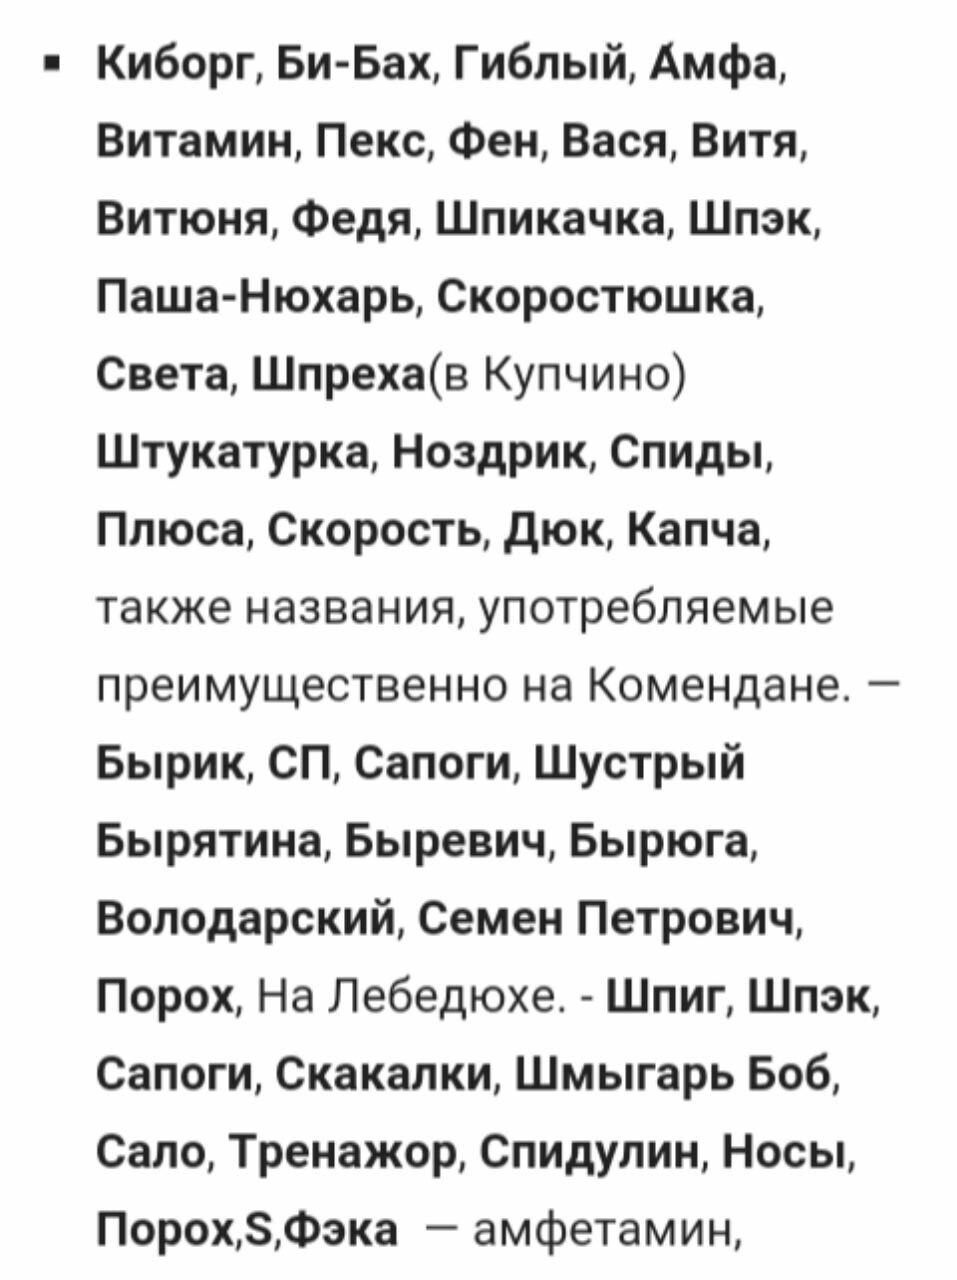 ▪ Киборг, Би-Бах, Гиблый, А́мфа,
Витамин, Пекс, Фен, Вася, Витя,
Витюня, Федя, Шпикачка, Шпэк,
Паша-Нюхарь, Скоростюшка,
Света, Шпреха(в Купчино)
Штукатурка, Ноздрик, Спиды,
Плюса, Скорость, Дюк, Капча,
также названия, употребляемые
преимущественно на Комендане. —
Бырик, СП, Сапоги, Шустрый
Бырятина, Быревич, Бырюга,
Володарский, Семен Петрович,
Порох, На Лебедюхе. - Шпиг, Шпэк,
Сапоги, Скакалки, Шмыгарь Боб,
Сало, Тренажор, Спидулин, Носы,
Порох,S,Фэка — амфетамин,